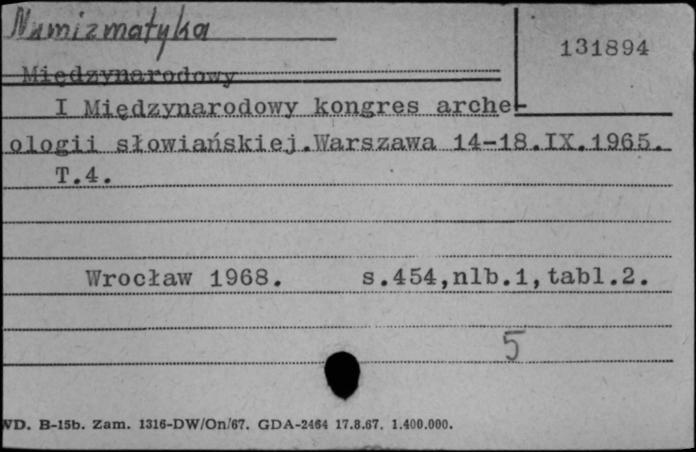 Numizmatyka
131894
Międzynarodowy
I Międzynarodowy kongres arche-
ologii słowiańskiej.Warszawa 14-18.IX.1965.
T.4.
Wrocław 1968. s.454,nlb.1,tabl.2.
5
WD. B-15b. Zam. 1316-DW/On/67. GDA-2464 17.8.67. 1.400.000.